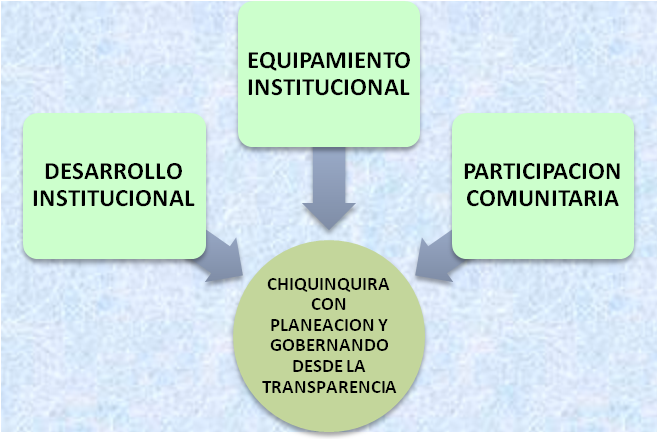 EQUIPAMIENTO
INSTITUCIONAL
DESARROLLO
INSTITUCIONAL
PARTICIPACION
COMUNITARIA
CHIQUINQUIRA
CON
PLANEACION Y
GOBERNANDO
DESDE LA
TRANSPARENCIA